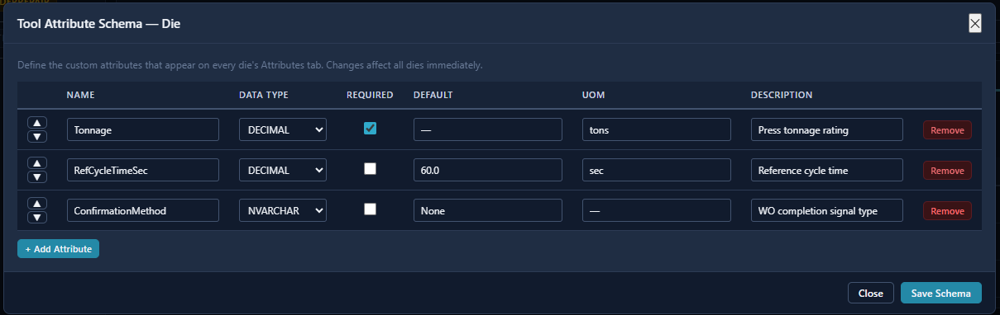 Tool Attribute Schema — Die
Define the custom attributes that appear on every die's Attributes tab. Changes affect all dies immediately.
NAME DATA TYPE REQUIRED DEFAULT UOM DESCRIPTION
Tonnage DECIMAL — tons Press tonnage rating Remove
RefCycleTimeSec DECIMAL 60.0 sec Reference cycle time Remove
ConfirmationMethod NVARCHAR None — WO completion signal type Remove
+ Add Attribute
Close Save Schema